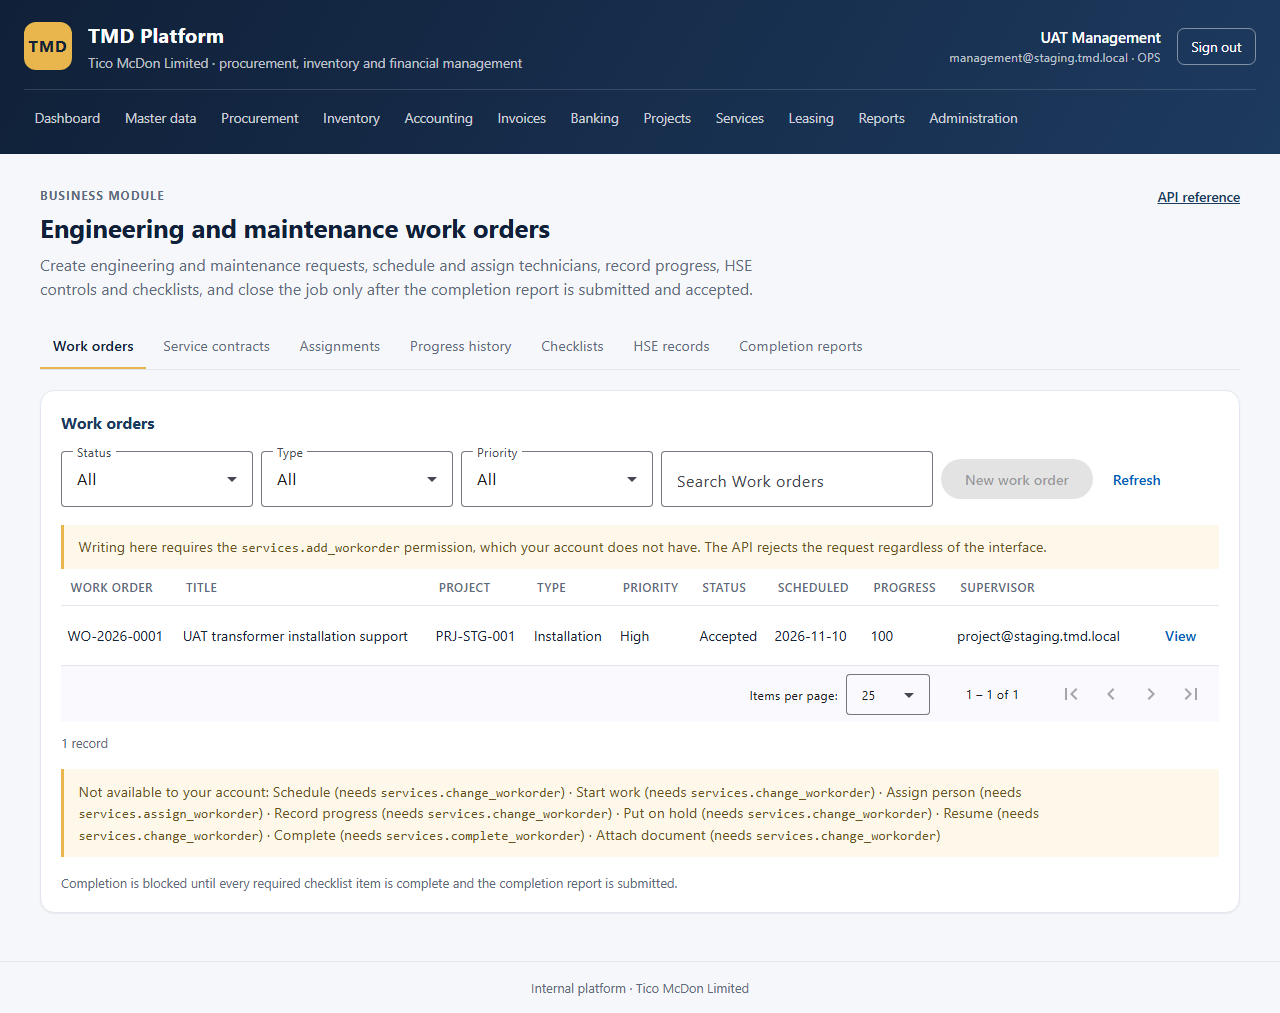 TMD
TMD Platform
Tico McDon Limited · procurement, inventory and financial management
UAT Management
management@staging.tmd.local · OPS
Sign out
Dashboard Master data Procurement Inventory Accounting Invoices Banking Projects Services Leasing Reports Administration
BUSINESS MODULE
API reference
Engineering and maintenance work orders
Create engineering and maintenance requests, schedule and assign technicians, record progress, HSE
controls and checklists, and close the job only after the completion report is submitted and accepted.
Work orders Service contracts Assignments Progress history Checklists HSE records Completion reports
Work orders
Status Type Priority
All All All Search Work orders New work order Refresh
Writing here requires the services.add_workorder permission, which your account does not have. The API rejects the request regardless of the interface.
WORK ORDER TITLE PROJECT TYPE PRIORITY STATUS SCHEDULED PROGRESS SUPERVISOR
WO-2026-0001 UAT transformer installation support PRJ-STG-001 Installation High Accepted 2026-11-10 100 project@staging.tmd.local View
Items per page: 25 1 – 1 of 1
1 record
Not available to your account: Schedule (needs services.change_workorder) · Start work (needs services.change_workorder) · Assign person (needs
services.assign_workorder) · Record progress (needs services.change_workorder) · Put on hold (needs services.change_workorder) · Resume (needs
services.change_workorder) · Complete (needs services.complete_workorder) · Attach document (needs services.change_workorder)
Completion is blocked until every required checklist item is complete and the completion report is submitted.
Internal platform · Tico McDon Limited